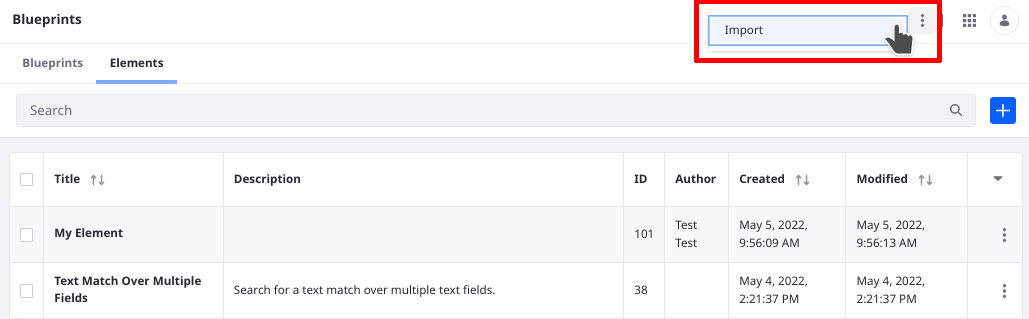 Blueprints
Import
Blueprints Elements
Search
Title Description ID Author Created Modified
My Element 101 Test Test May 5, 2022, 9:56:09 AM May 5, 2022, 9:56:13 AM
Text Match Over Multiple Fields Search for a text match over multiple text fields. 38 May 4, 2022, 2:21:37 PM May 4, 2022, 2:21:37 PM